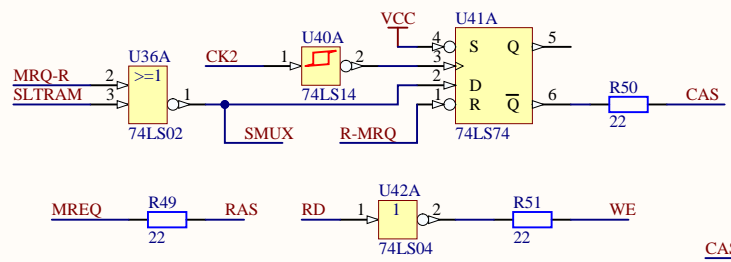 U41A
VCC
U36A
U40A
4
S
Q
5
CK2
1
2
3
MRQ-R
2
>=1
D
R50
SLTRAM
3
1
74LS14
2
1
R
Q
6
CAS
74LS02
SMUX
R-MRQ
74LS74
22
U42A
MREQ
R49
RAS
RD
1
1
2
R51
WE
22
74LS04
22
CAS